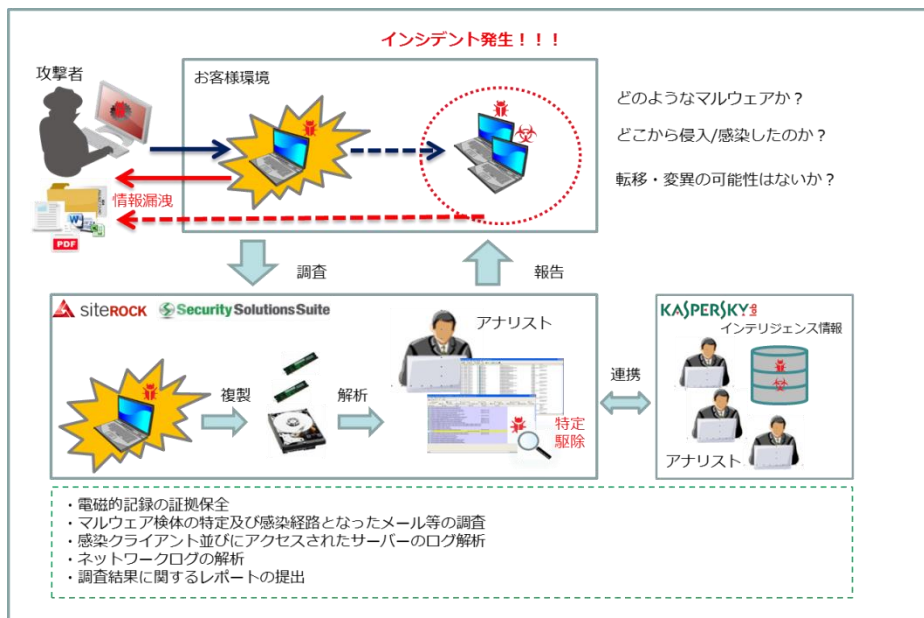 インシデント発生！！！
攻撃者
お客様環境
どのようなマルウェアか？
どこから侵入/感染したのか？
転移・変異の可能性はないか？
情報漏洩
W
PDF
調査
報告
siteROCK
Security Solutions Suite
KASPERSKY lab
アナリスト
インテリジェンス情報
複製
解析
連携
特定
駆除
アナリスト
・電磁的記録の証拠保全
・マルウェア検体の特定及び感染経路となったメール等の調査
・感染クライアント並びにアクセスされたサーバーのログ解析
・ネットワークログの解析
・調査結果に関するレポートの提出